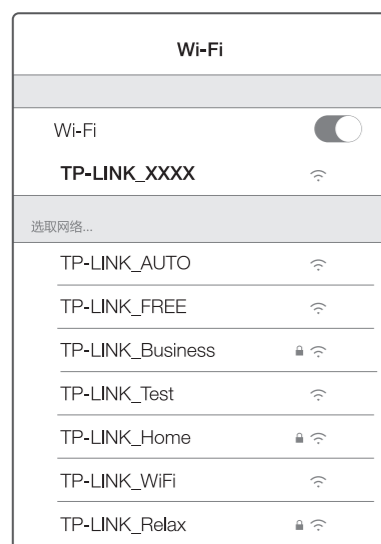 Wi-Fi
Wi-Fi
TP-LINK_XXXX
选取网络...
TP-LINK_AUTO
TP-LINK_FREE
TP-LINK_Business
TP-LINK_Test
TP-LINK_Home
TP-LINK_WiFi
TP-LINK_Relax